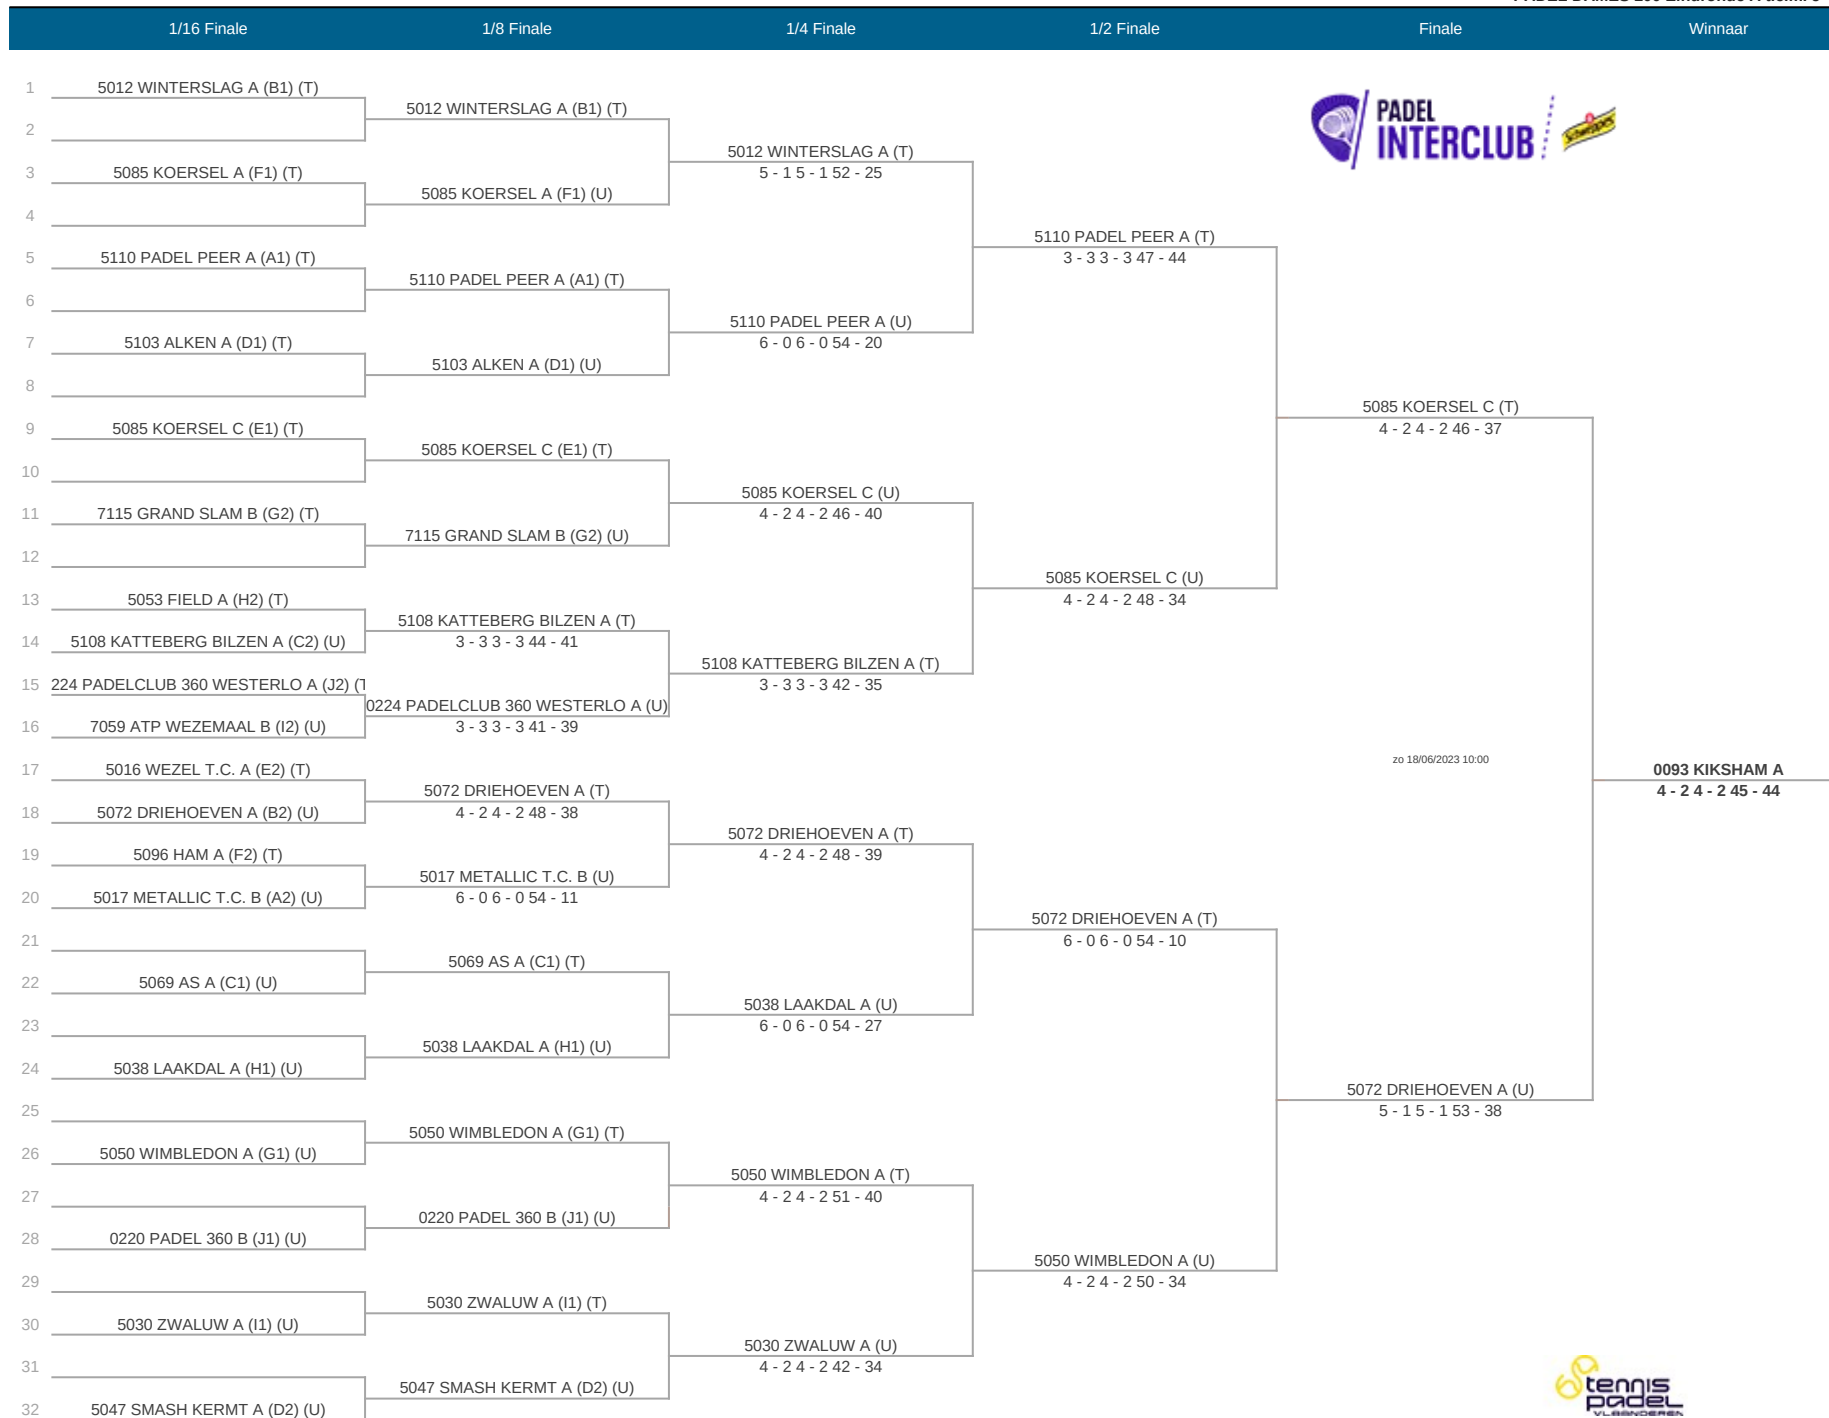 1/16 Finale 1/8 Finale 1/4 Finale 1/2 Finale Finale Winnaar
PADEL
INTERCLUB
Schweppes
1 5012 WINTERSLAG A (B1) (T)
5012 WINTERSLAG A (B1) (T)
2
5012 WINTERSLAG A (T)
3 5085 KOERSEL A (F1) (T)
5 - 1 5 - 1 52 - 25
5085 KOERSEL A (F1) (U)
4
5110 PADEL PEER A (T)
5 5110 PADEL PEER A (A1) (T)
3 - 3 3 - 3 47 - 44
5110 PADEL PEER A (A1) (T)
6
5110 PADEL PEER A (U)
7 5103 ALKEN A (D1) (T)
6 - 0 6 - 0 54 - 20
5103 ALKEN A (D1) (U)
8
5085 KOERSEL C (T)
9 5085 KOERSEL C (E1) (T)
4 - 2 4 - 2 46 - 37
5085 KOERSEL C (E1) (T)
10
5085 KOERSEL C (U)
11 7115 GRAND SLAM B (G2) (T)
4 - 2 4 - 2 46 - 40
7115 GRAND SLAM B (G2) (U)
12
5085 KOERSEL C (U)
13 5053 FIELD A (H2) (T)
4 - 2 4 - 2 48 - 34
5108 KATTEBERG BILZEN A (T)
14 5108 KATTEBERG BILZEN A (C2) (U)
3 - 3 3 - 3 44 - 41
5108 KATTEBERG BILZEN A (T)
15 224 PADELCLUB 360 WESTERLO A (J2) (T
3 - 3 3 - 3 42 - 35
0224 PADELCLUB 360 WESTERLO A (U)
16 7059 ATP WEZEMAAL B (I2) (U)
3 - 3 3 - 3 41 - 39
zo 18/06/2023 10:00
17 5016 WEZEL T.C. A (E2) (T)
0093 KIKSHAM A
5072 DRIEHOEVEN A (T)
4 - 2 4 - 2 45 - 44
18 5072 DRIEHOEVEN A (B2) (U)
4 - 2 4 - 2 48 - 38
5072 DRIEHOEVEN A (T)
19 5096 HAM A (F2) (T)
4 - 2 4 - 2 48 - 39
5017 METALLIC T.C. B (U)
20 5017 METALLIC T.C. B (A2) (U)
6 - 0 6 - 0 54 - 11
5072 DRIEHOEVEN A (T)
21
6 - 0 6 - 0 54 - 10
5069 AS A (C1) (T)
22 5069 AS A (C1) (U)
5038 LAAKDAL A (U)
23
6 - 0 6 - 0 54 - 27
5038 LAAKDAL A (H1) (U)
24 5038 LAAKDAL A (H1) (U)
5072 DRIEHOEVEN A (U)
25
5 - 1 5 - 1 53 - 38
5050 WIMBLEDON A (G1) (T)
26 5050 WIMBLEDON A (G1) (U)
5050 WIMBLEDON A (T)
27
4 - 2 4 - 2 51 - 40
0220 PADEL 360 B (J1) (U)
28 0220 PADEL 360 B (J1) (U)
5050 WIMBLEDON A (U)
29
4 - 2 4 - 2 50 - 34
5030 ZWALUW A (I1) (T)
30 5030 ZWALUW A (I1) (U)
5030 ZWALUW A (U)
31
4 - 2 4 - 2 42 - 34
5047 SMASH KERMT A (D2) (U)
32 5047 SMASH KERMT A (D2) (U)
tennis
padel
VLAANDEREN